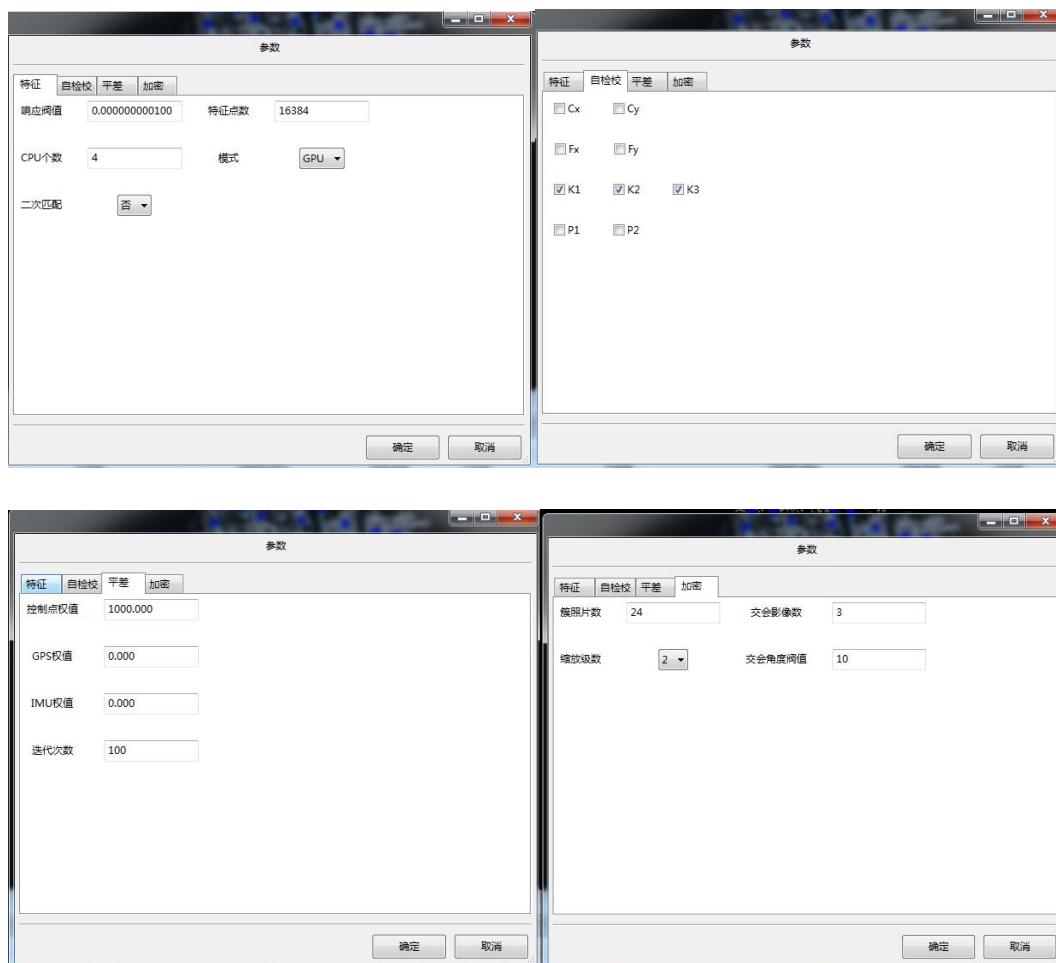 参数
特征 自检校 平差 加密
响应阀值 0.000000000100 特征点数 16384
CPU个数 4 模式 GPU
二次匹配 否
确定 取消
参数
特征 自检校 平差 加密
Cx Cy
Fx Fy
K1 K2 K3
P1 P2
确定 取消
参数
特征 自检校 平差 加密
控制点权值 1000.000
GPS权值 0.000
IMU权值 0.000
迭代次数 100
确定 取消
参数
特征 自检校 平差 加密
簇照片数 24 交会影像数 3
缩放级数 2 交会角度阀值 10
确定 取消